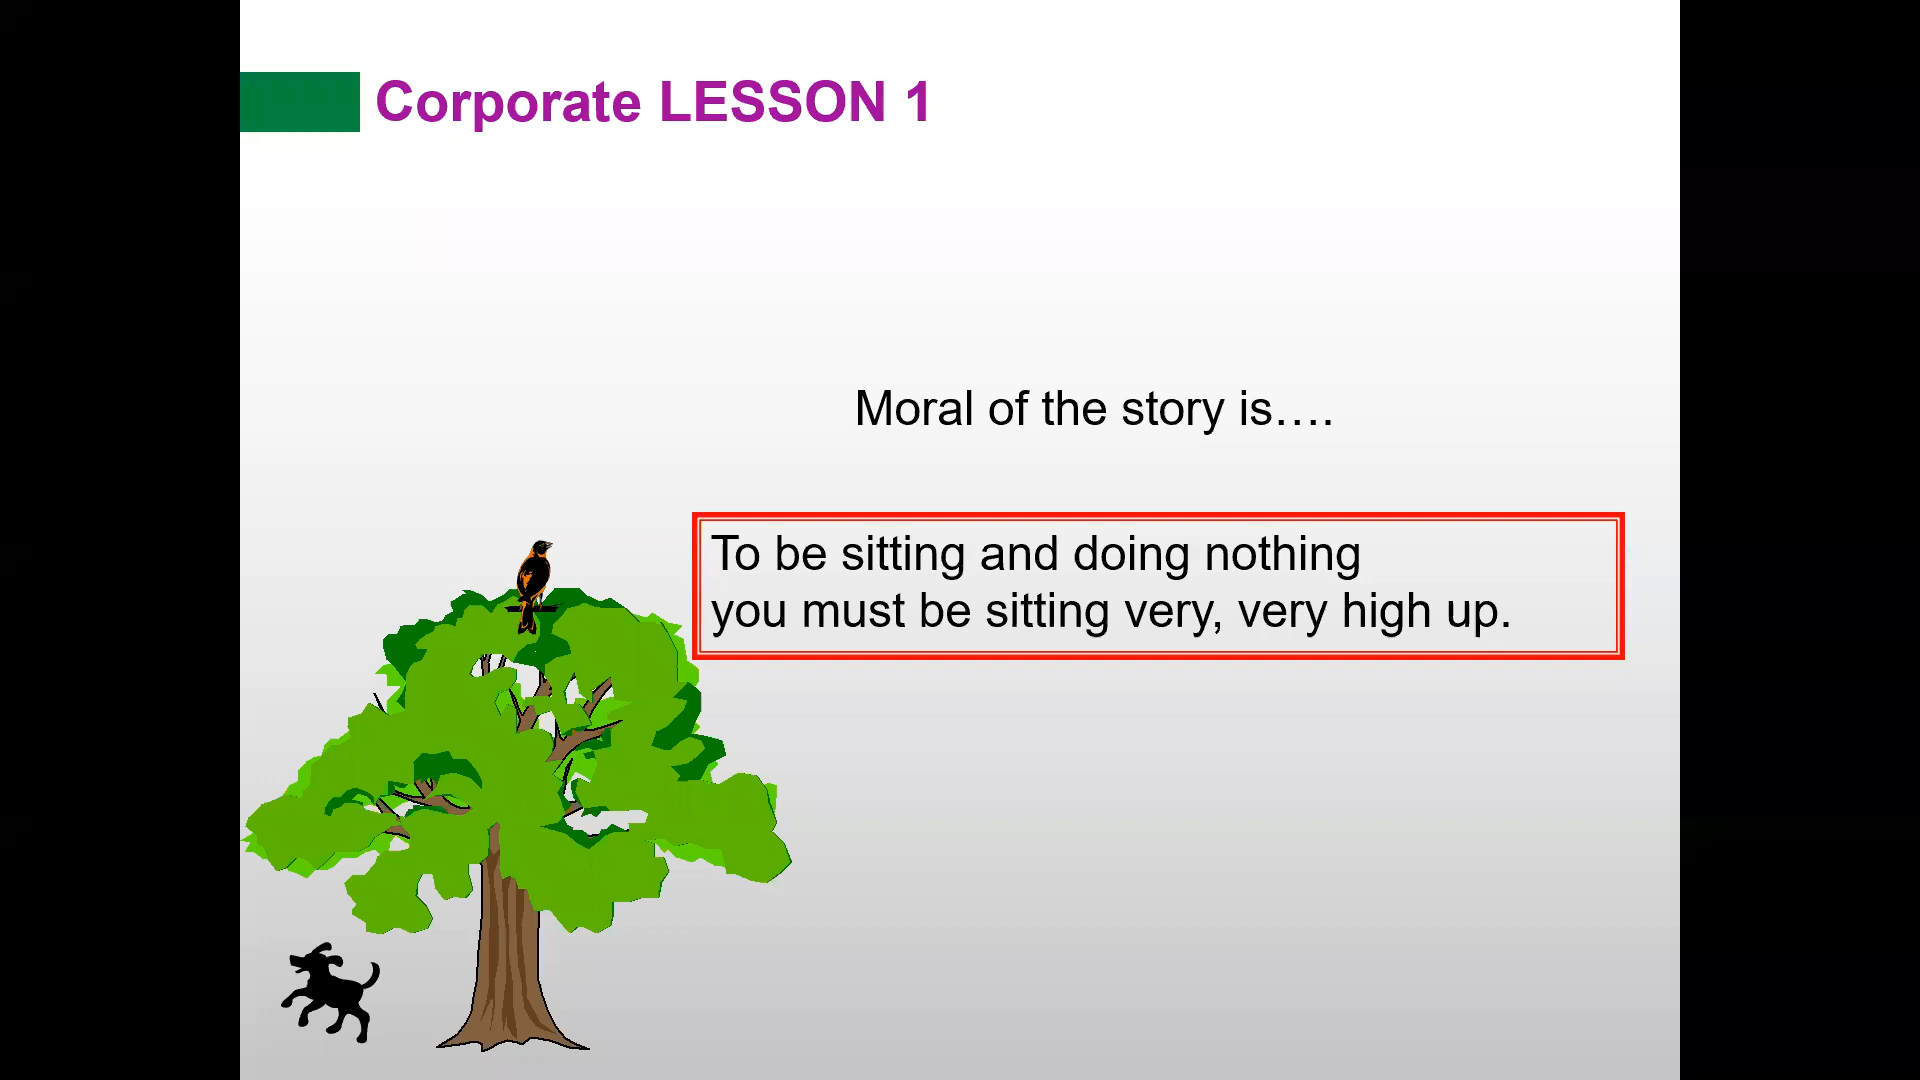 Corporate LESSON 1
Moral of the story is….
To be sitting and doing nothing
you must be sitting very, very high up.